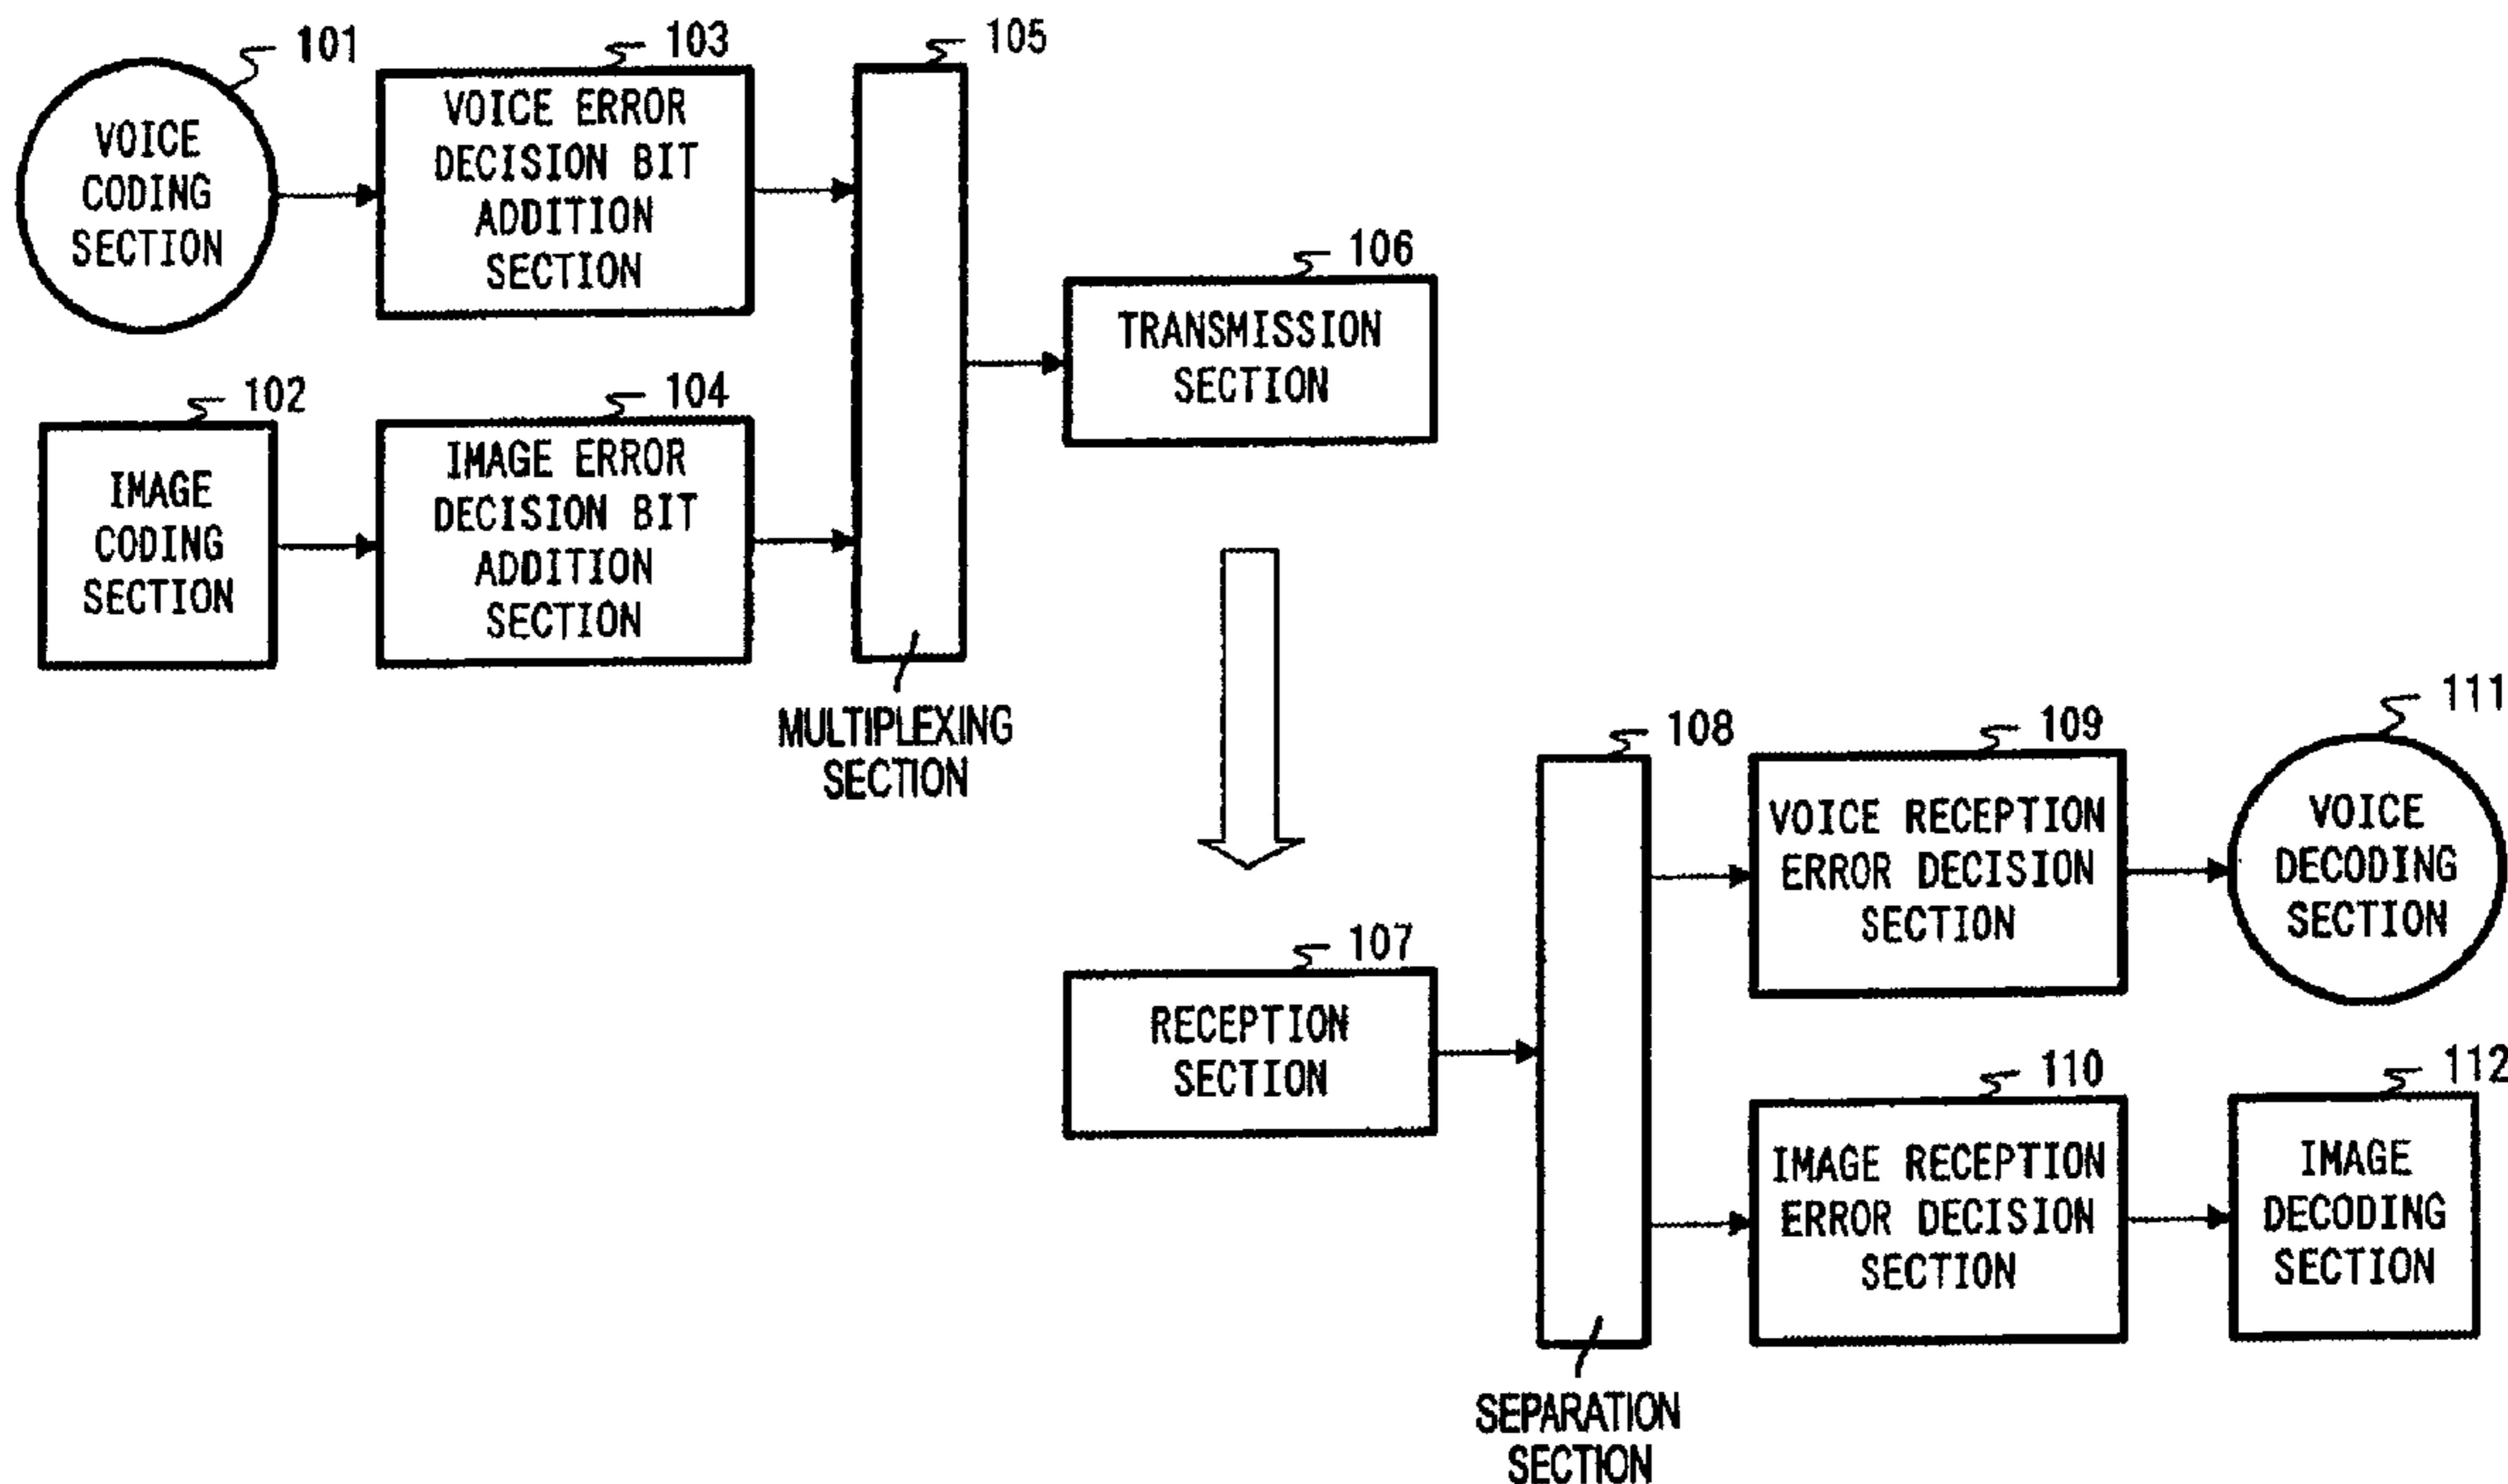 101
VOICE
CODING
SECTION
103
VOICE ERROR
DECISION BIT
ADDITION
SECTION
105
102
IMAGE
CODING
SECTION
104
IMAGE ERROR
DECISION BIT
ADDITION
SECTION
MULTIPLEXING
SECTION
106
TRANSMISSION
SECTION
107
RECEPTION
SECTION
108
SEPARATION
SECTION
109
VOICE RECEPTION
ERROR DECISION
SECTION
111
VOICE
DECODING
SECTION
110
IMAGE RECEPTION
ERROR DECISION
SECTION
112
IMAGE
DECODING
SECTION